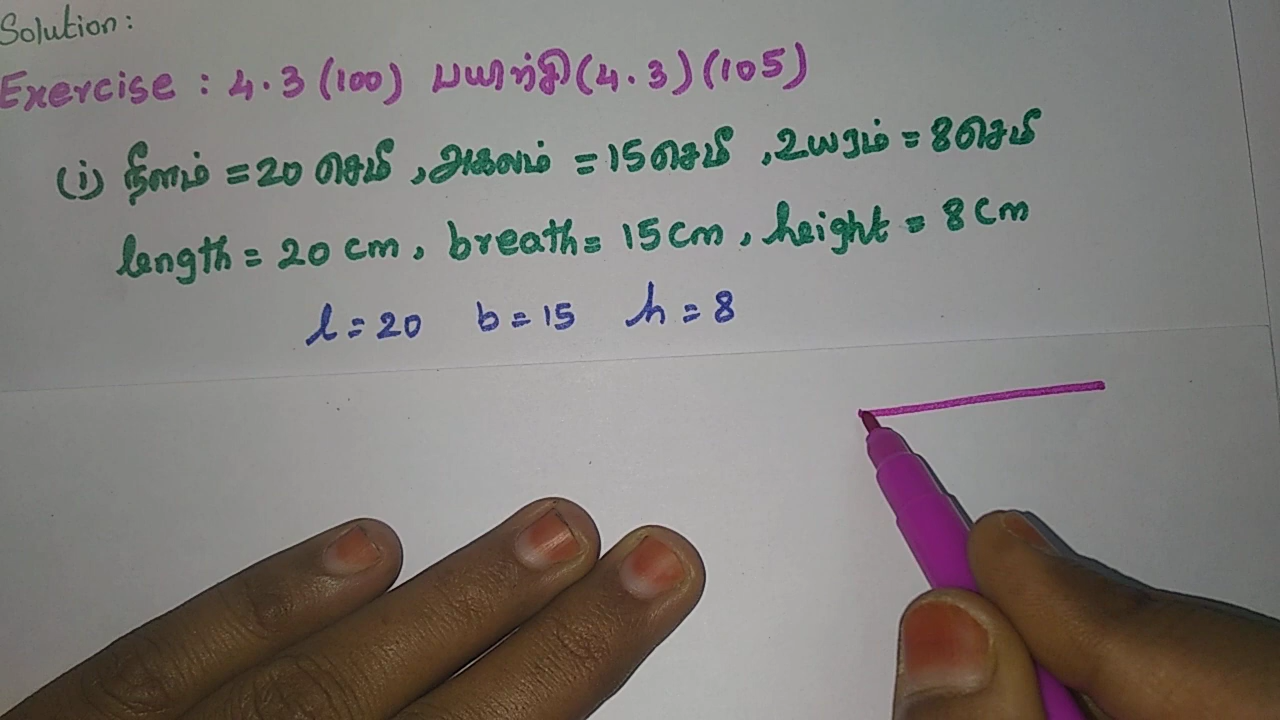 Solution:
Exercise : 4.3 (100) பயிற்சி (4.3) (105)
(i) நீளம் = 20 செமீ , அகலம் = 15 செமீ , உயரம் = 8 செமீ
length = 20 cm, breath = 15 cm, height = 8 cm
l = 20 b = 15 h = 8